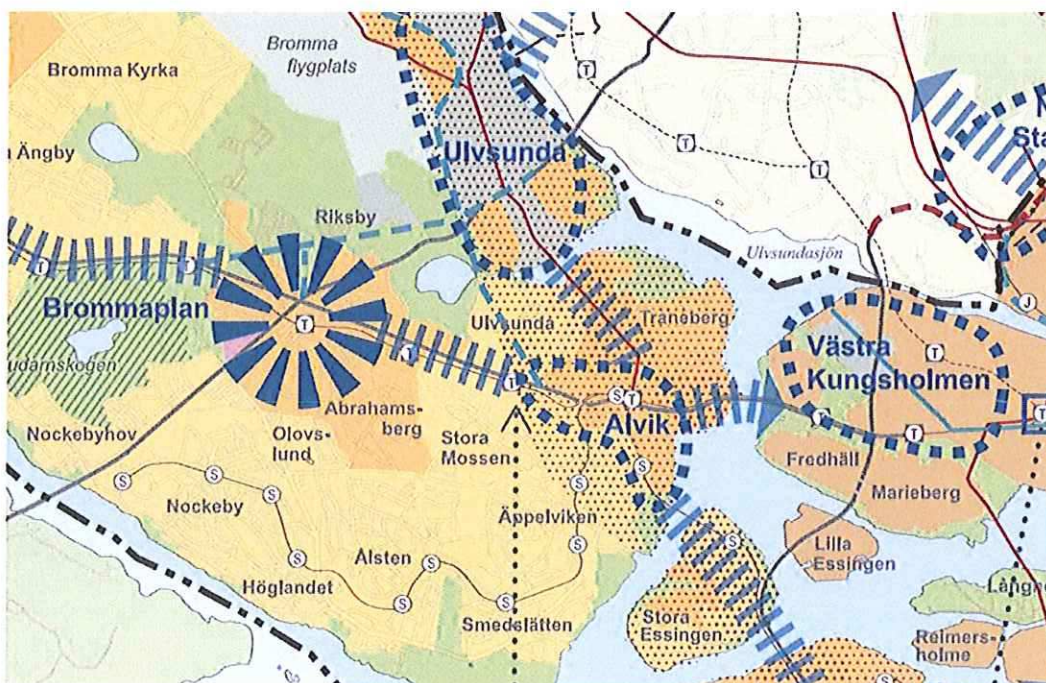 Bromma
flygplats
Bromma Kyrka
Ängby
Ulvsunda
Riksby
Ulvsundasjön
Brommaplan
Ulvsunda
Traneberg
Västra
Kungsholmen
Abrahams-
berg
Alvik
Nockebyhov
Olovs-
lund
Stora
Mossen
Fredhäll
Marieberg
Nockeby
Äppelviken
Ålsten
Lilla
Essingen
Höglandet
Smedslätten
Stora
Essingen
Reimers-
holme
T
T
T
T
T
T
T
T
T
T
T
T
T
J
S
S
S
S
S
S
S
S
S
S
S
S
S